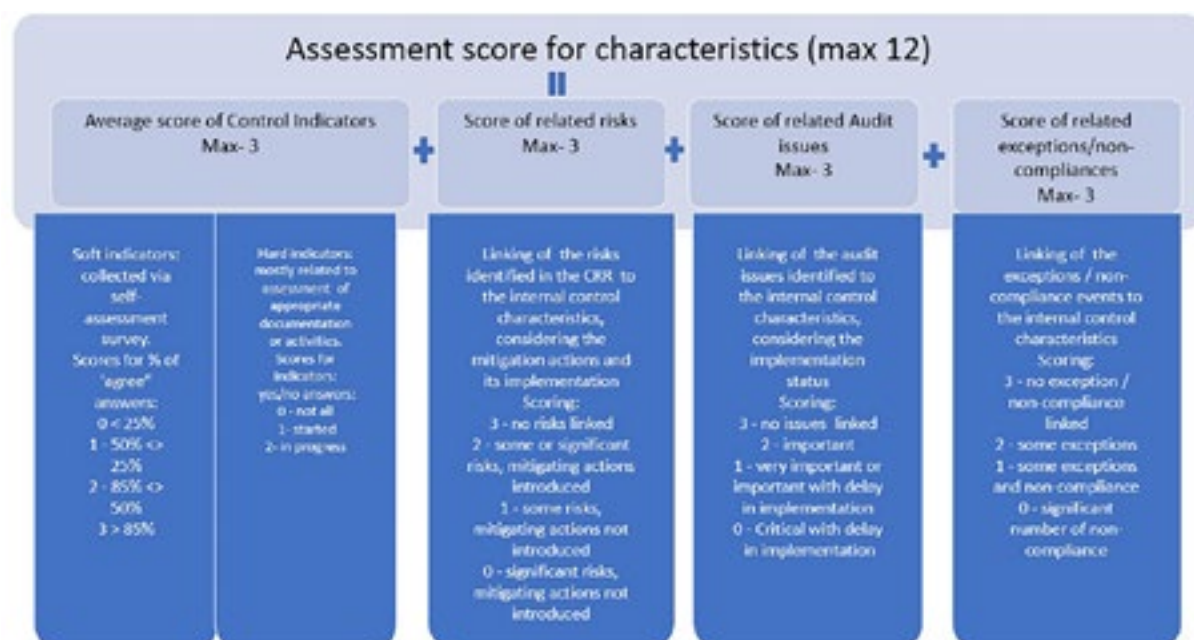 Assessment score for characteristics (max 12)
Average score of Control Indicators
Max- 3
Score of related risks
Max- 3
Score of related Audit
issues
Max- 3
Score of related
exceptions/non-
compliances
Max- 3
Soft indicators:
collected via
self-
assessment
survey.
Scores for % of
"agree"
answers:
0 < 25%
1 - 50% <>
25%
2 - 85% <>
50%
3 > 85%
Hard indicators:
mostly related to
assessment of
appropriate
documentation
or activities.
Scores for
indicators:
yes/no answers:
0 - not all
1- started
2- in progress
Linking of the risks
identified in the CRR to
the internal control
characteristics,
considering the
mitigation actions and
its implementation
Scoring:
3 - no risks linked
2 - some or significant
risks, mitigating actions
introduced
1 - some risks,
mitigating actions not
introduced
0 - significant risks,
mitigating actions not
introduced
Linking of the audit
issues identified to
the internal control
characteristics,
considering the
implementation
status
Scoring:
3 - no issues linked
2 - important
1 - very important or
important with delay
in implementation
0 - Critical with delay
in implementation
Linking of the
exceptions / non-
compliance events to
the internal control
characteristics
Scoring:
3 - no exception /
non-compliance
linked
2 - some exceptions
1 - some exceptions
and non-compliance
0 - significant
number of non-
compliance